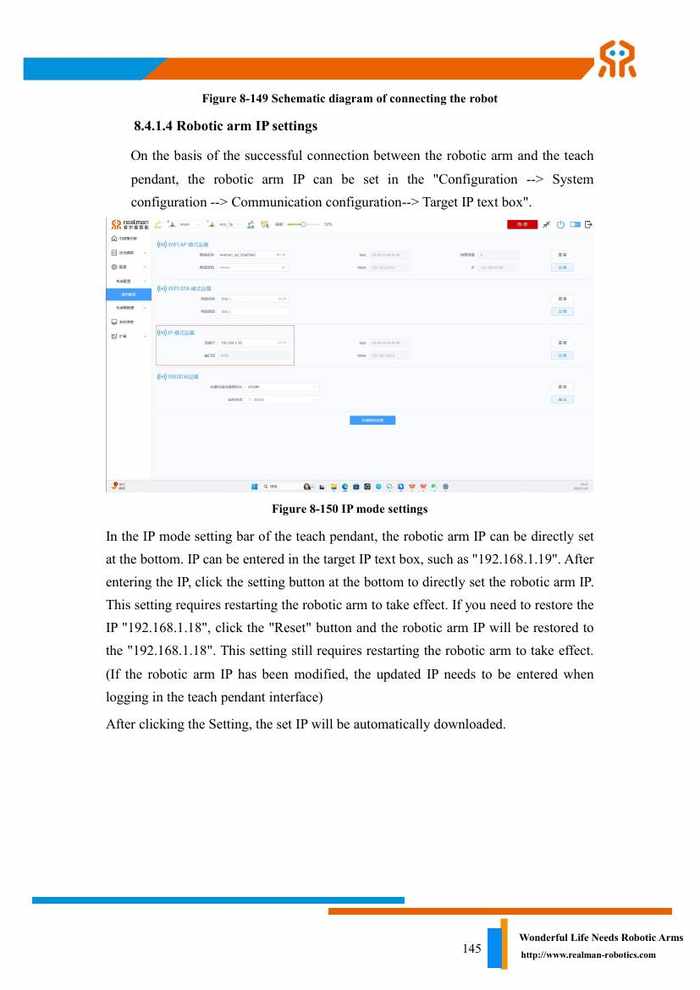 Figure 8-149 Schematic diagram of connecting the robot
8.4.1.4 Robotic arm IP settings
On the basis of the successful connection between the robotic arm and the teach
pendant, the robotic arm IP can be set in the "Configuration --> System
configuration --> Communication configuration--> Target IP text box".
realman
Figure 8-150 IP mode settings
In the IP mode setting bar of the teach pendant, the robotic arm IP can be directly set
at the bottom. IP can be entered in the target IP text box, such as "192.168.1.19". After
entering the IP, click the setting button at the bottom to directly set the robotic arm IP.
This setting requires restarting the robotic arm to take effect. If you need to restore the
IP "192.168.1.18", click the "Reset" button and the robotic arm IP will be restored to
the "192.168.1.18". This setting still requires restarting the robotic arm to take effect.
(If the robotic arm IP has been modified, the updated IP needs to be entered when
logging in the teach pendant interface)
After clicking the Setting, the set IP will be automatically downloaded.
145
Wonderful Life Needs Robotic Arms
http://www.realman-robotics.com